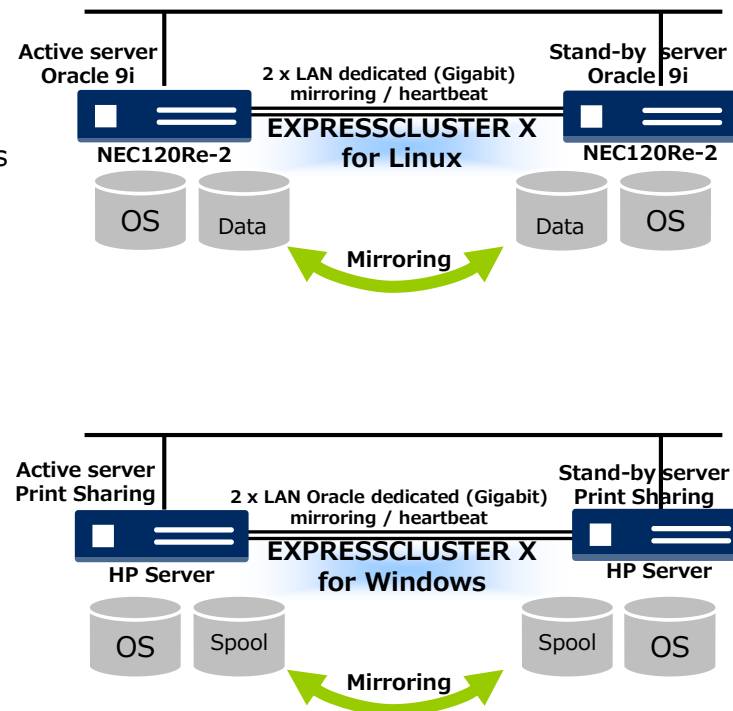 Active server
Oracle 9i
2 x LAN dedicated (Gigabit)
mirroring / heartbeat
Stand-by server
Oracle 9i
EXPRESSCLUSTER X
for Linux
NEC120Re-2
NEC120Re-2
s
OS
Data
Data
OS
Mirroring
Active server
Print Sharing
2 x LAN Oracle dedicated (Gigabit)
mirroring / heartbeat
Stand-by server
Print Sharing
EXPRESSCLUSTER X
for Windows
HP Server
HP Server
OS
Spool
Spool
OS
Mirroring